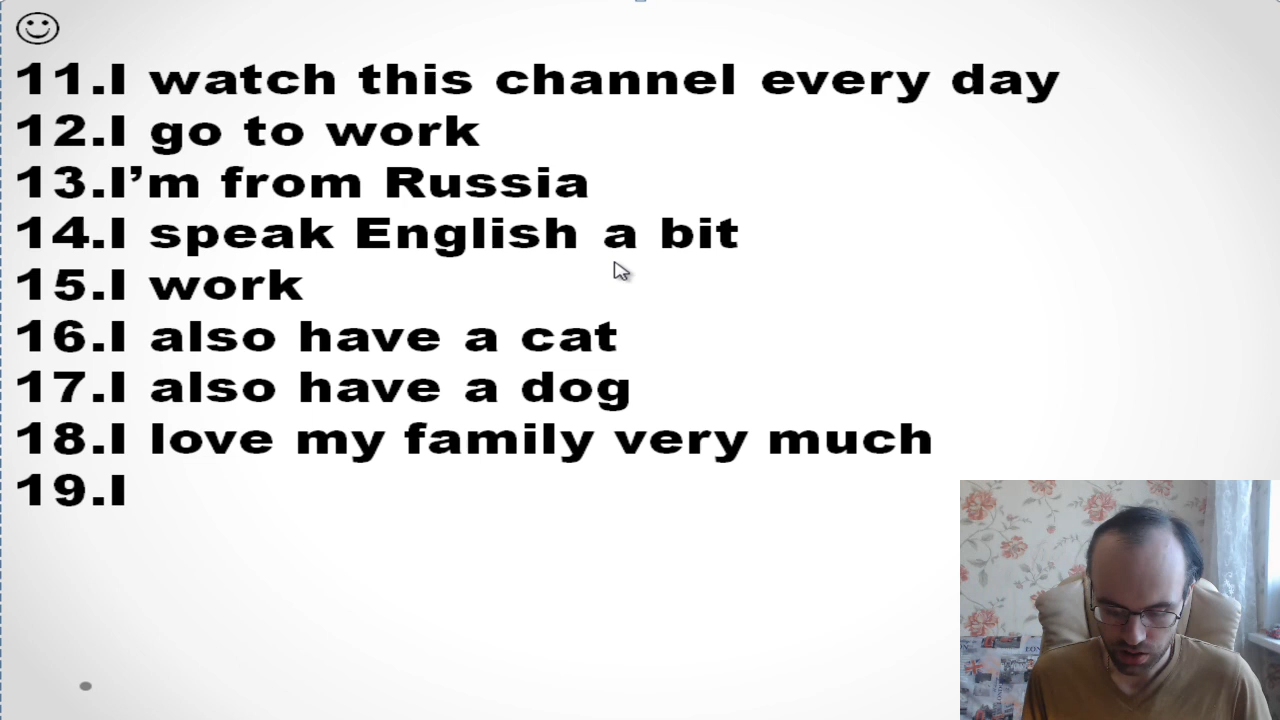 11.I watch this channel every day
12.I go to work
13.I’m from Russia
14.I speak English a bit
15.I work
16.I also have a cat
17.I also have a dog
18.I love my family very much
19.I